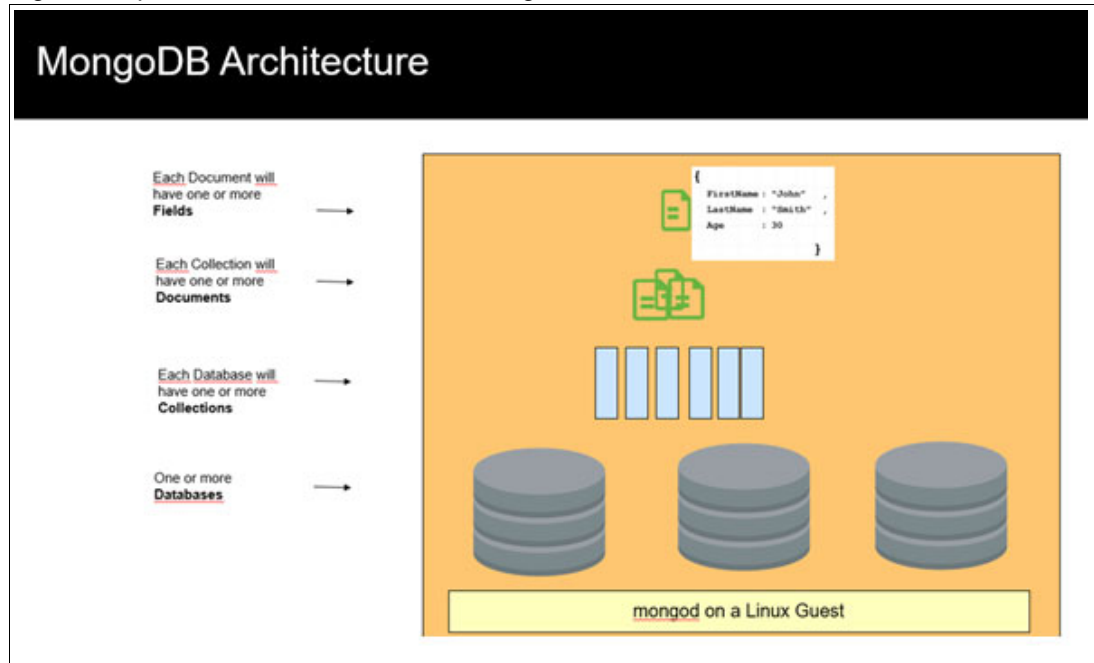 MongoDB Architecture
Each Document will
have one or more
Fields
{
FirstName : "John" ,
LastName : "Smith" ,
Age : 30
}
Each Collection will
have one or more
Documents
Each Database will
have one or more
Collections
One or more
Databases
mongod on a Linux Guest